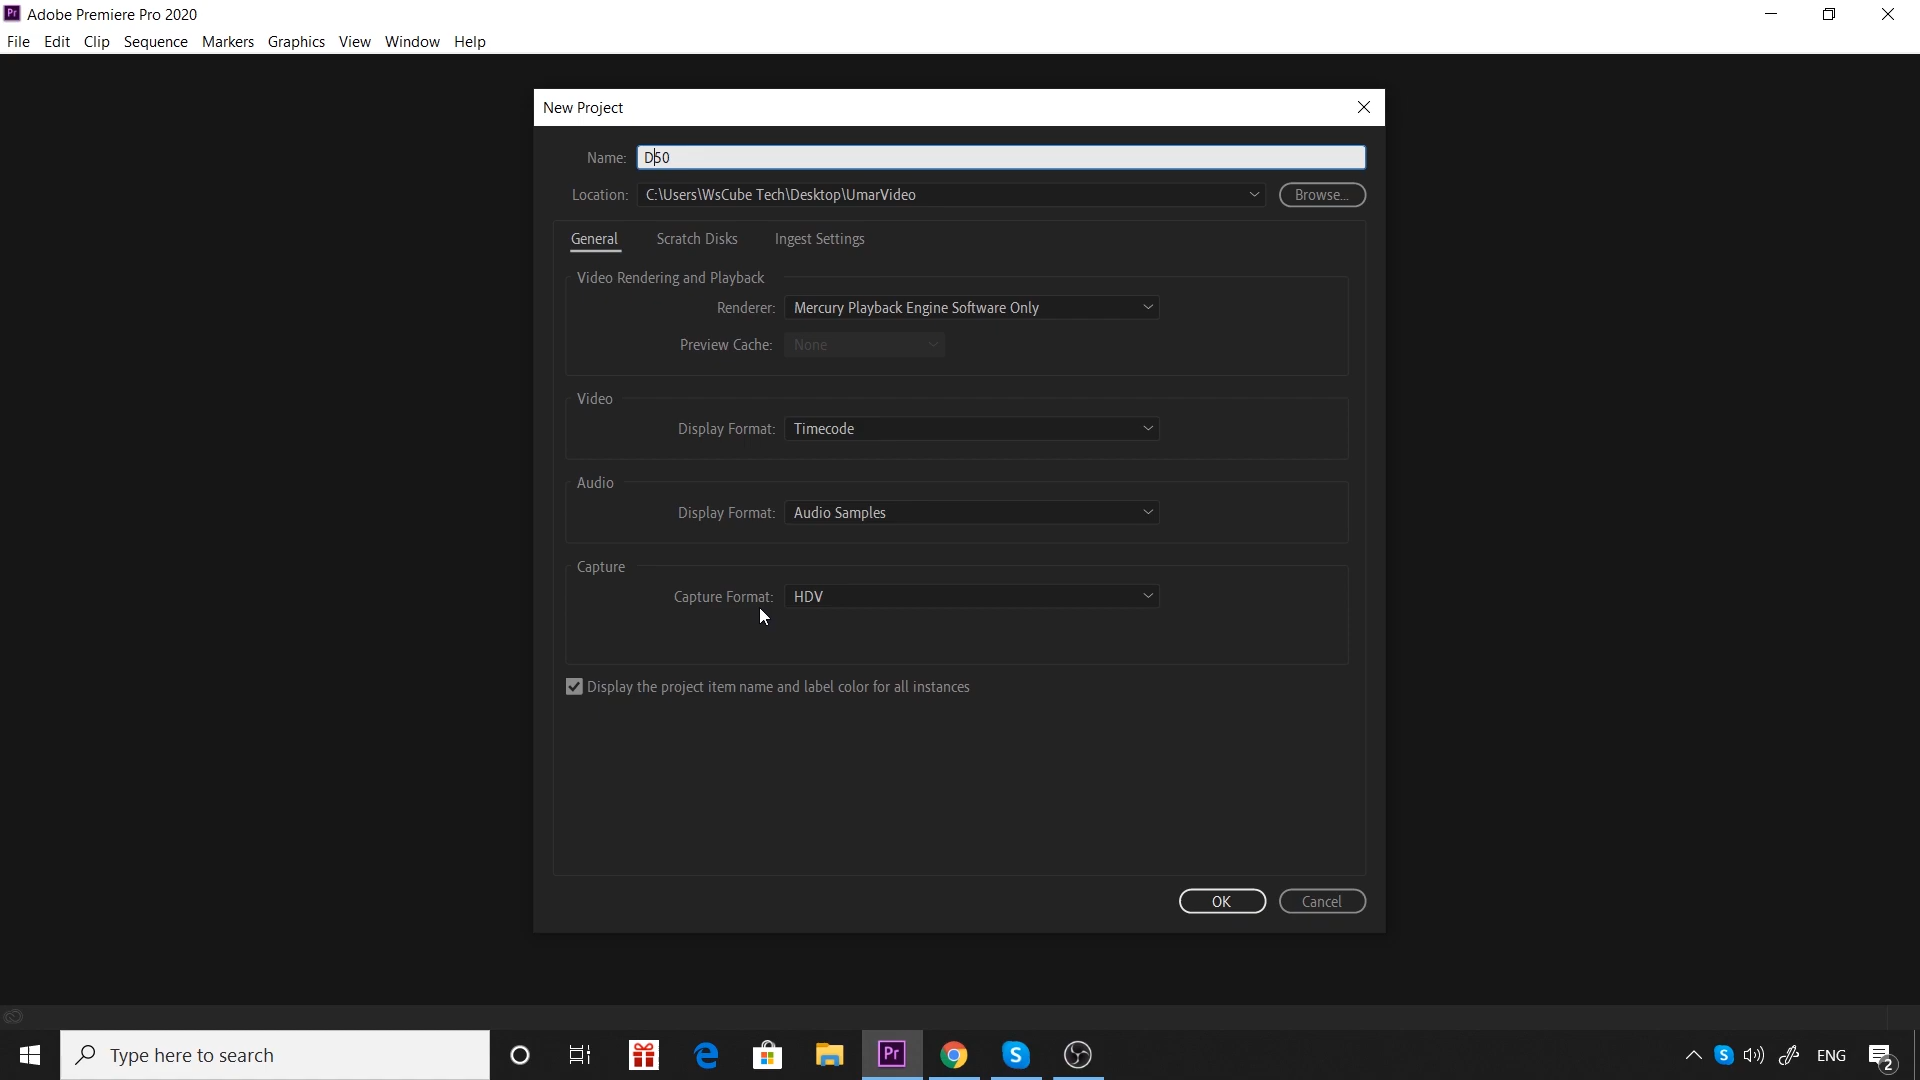 Pr Adobe Premiere Pro 2020
File Edit Clip Sequence Markers Graphics View Window Help
New Project
Name: D50
Location: C:\Users\WsCube Tech\Desktop\UmarVideo Browse...
General Scratch Disks Ingest Settings
Video Rendering and Playback
Renderer: Mercury Playback Engine Software Only
Preview Cache: None
Video
Display Format: Timecode
Audio
Display Format: Audio Samples
Capture
Capture Format: HDV
Display the project item name and label color for all instances
OK Cancel
Type here to search Pr S S ENG 2